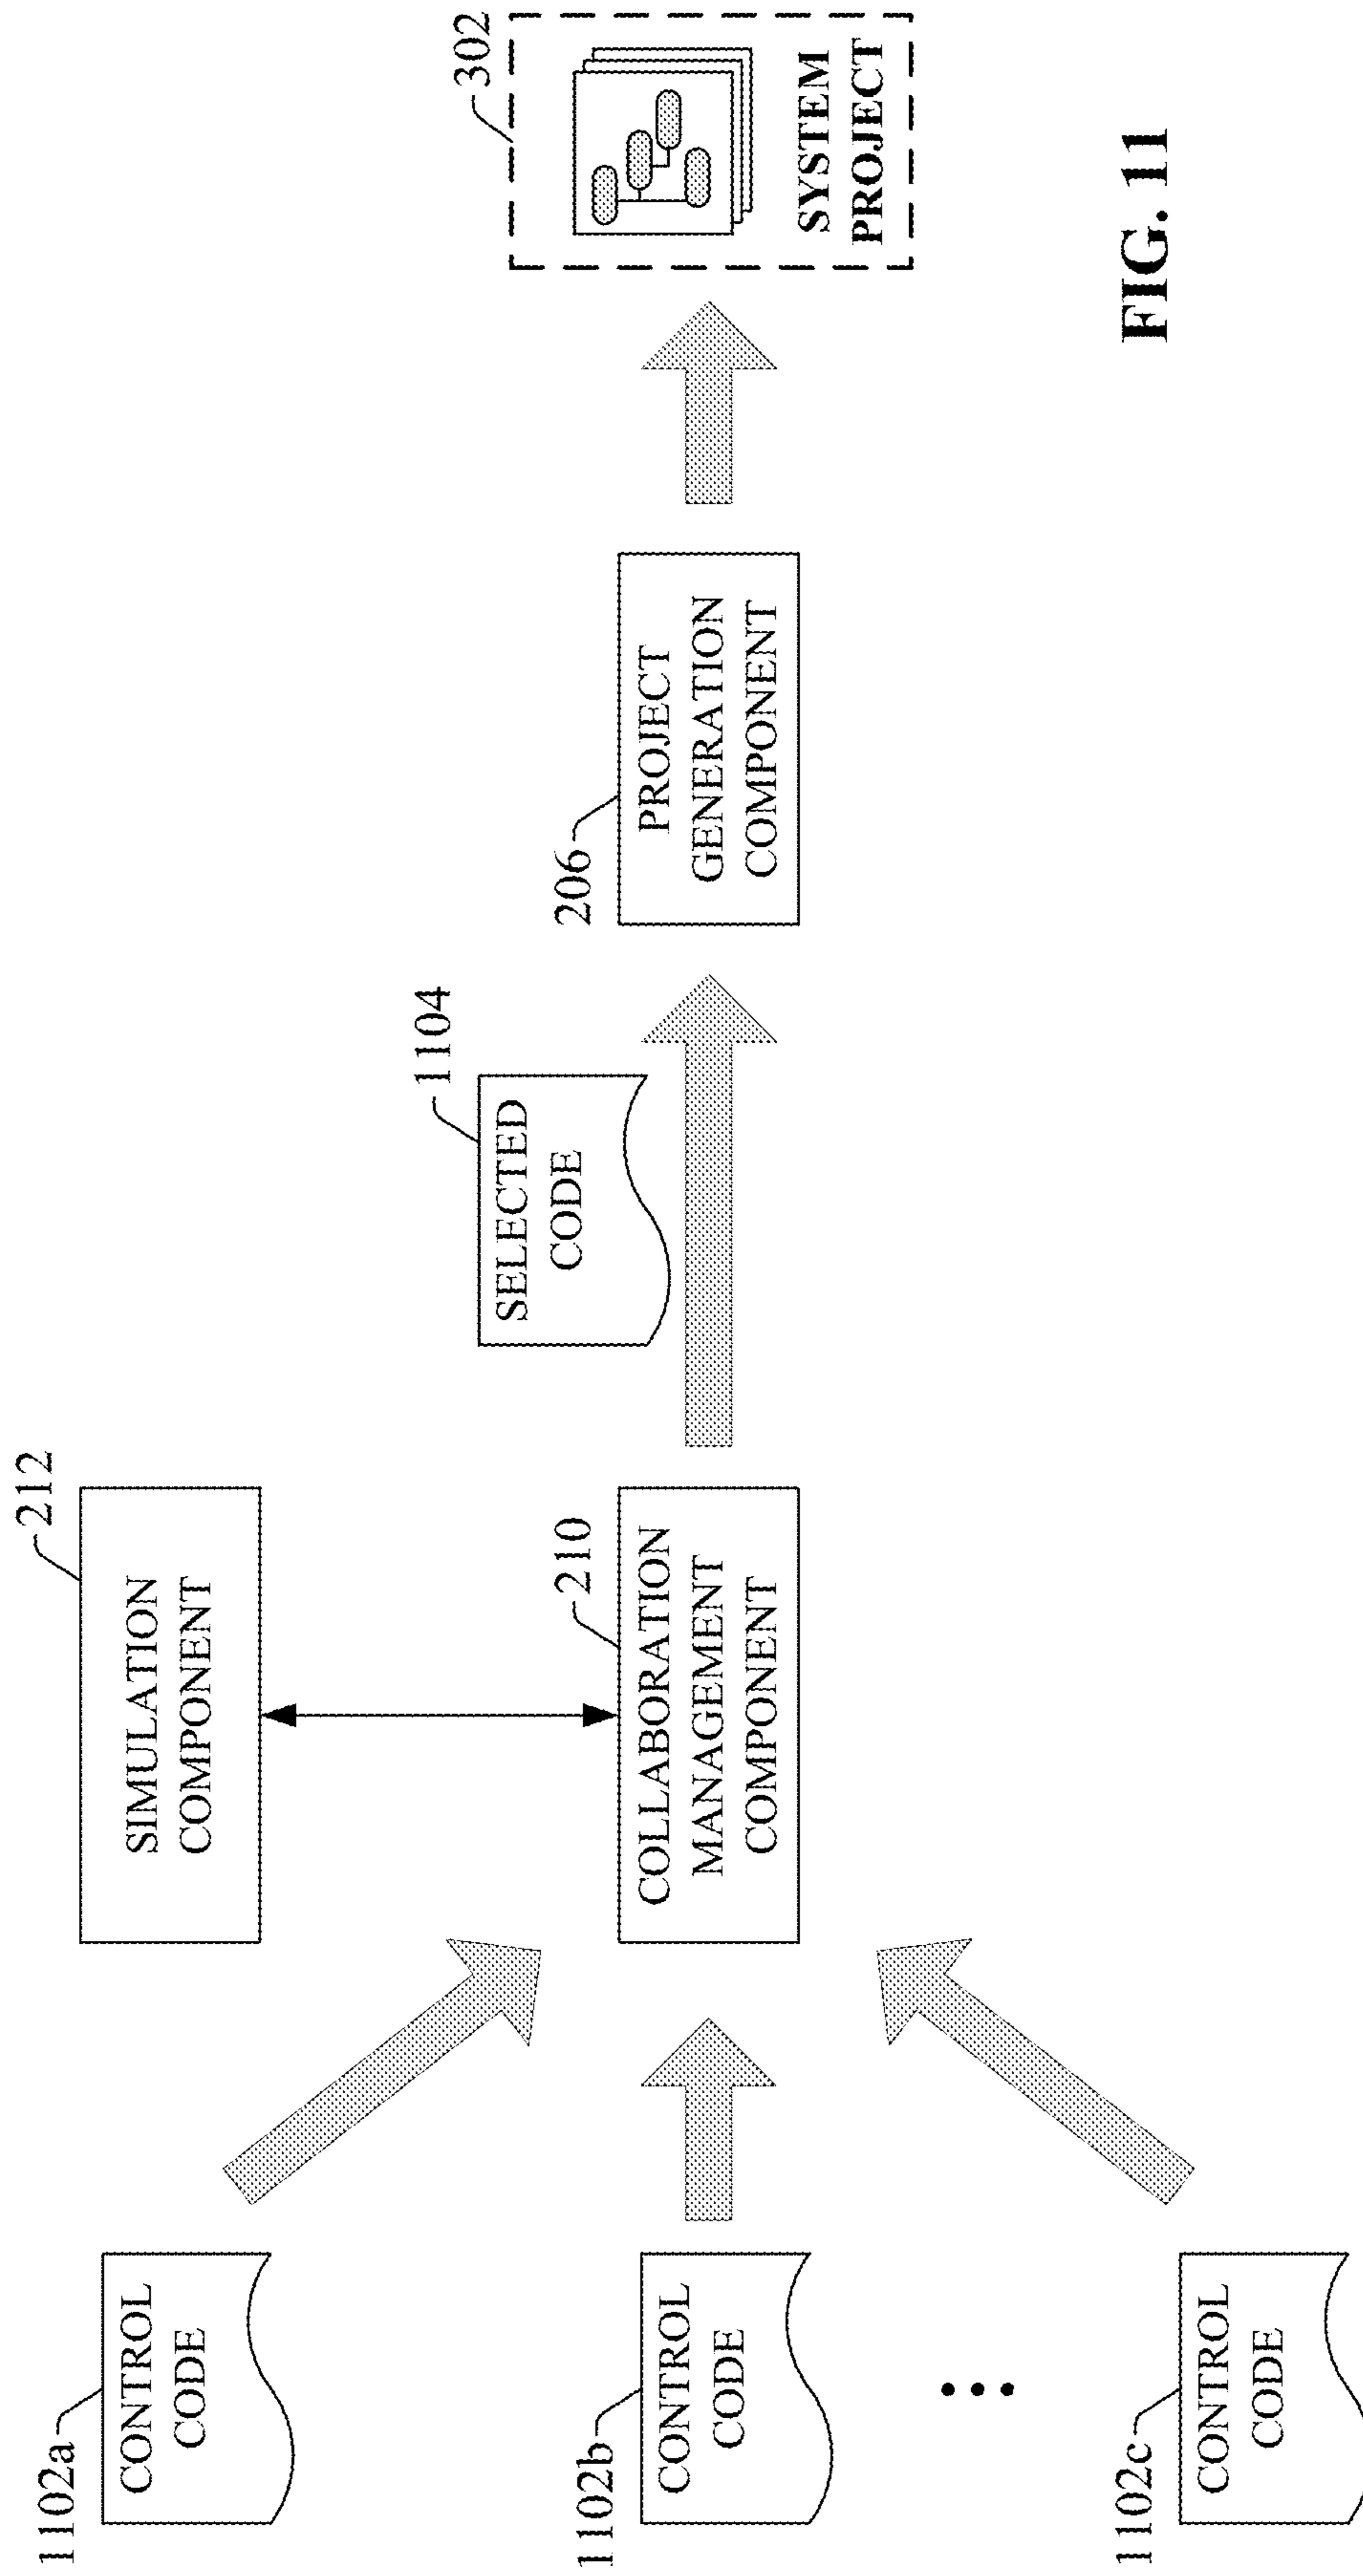 1102a
CONTROL
CODE
1102b
CONTROL
CODE
1102c
CONTROL
CODE
212
SIMULATION
COMPONENT
210
COLLABORATION
MANAGEMENT
COMPONENT
1104
SELECTED
CODE
206
PROJECT
GENERATION
COMPONENT
302
SYSTEM
PROJECT
FIG. 11